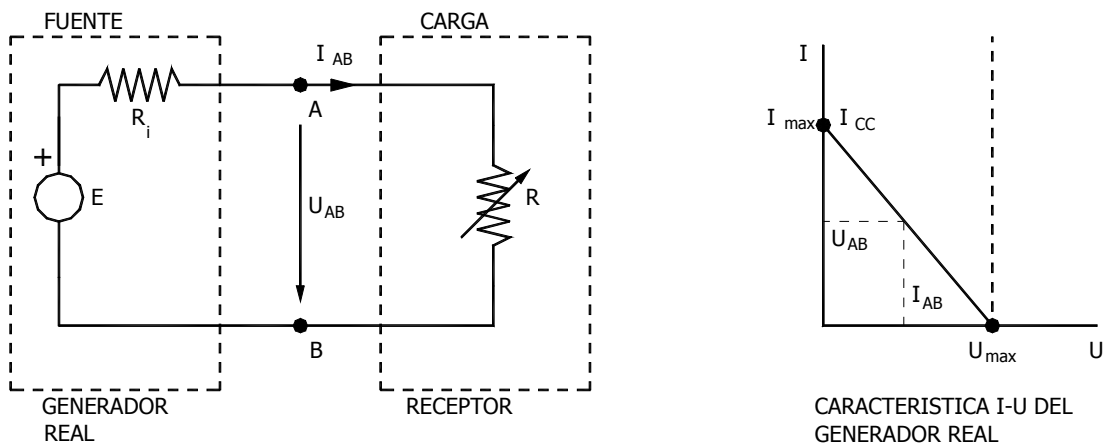 FUENTE
CARGA
I AB
R i
A
+
E
U AB
R
B
GENERADOR
REAL
RECEPTOR
I
I max
I CC
U AB
I AB
U max
U
CARACTERISTICA I-U DEL
GENERADOR REAL